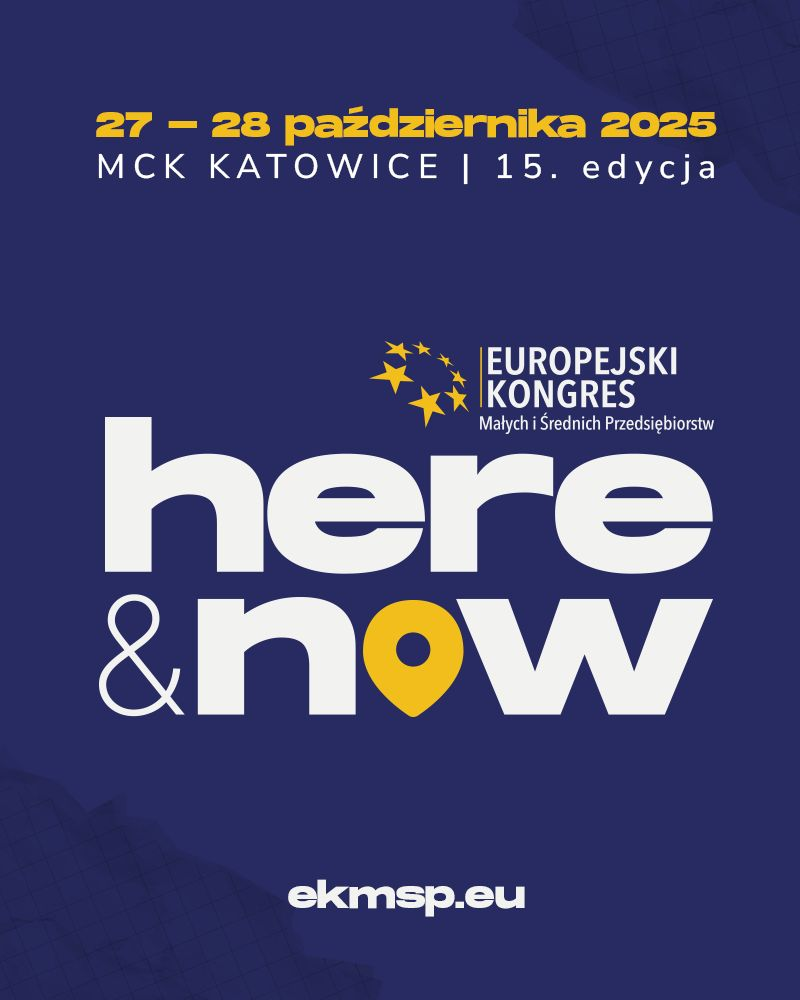 27 – 28 października 2025
MCK KATOWICE | 15. edycja
EUROPEJSKI
KONGRES
Małych i Średnich Przedsiębiorstw
here
&now
ekmsp.eu